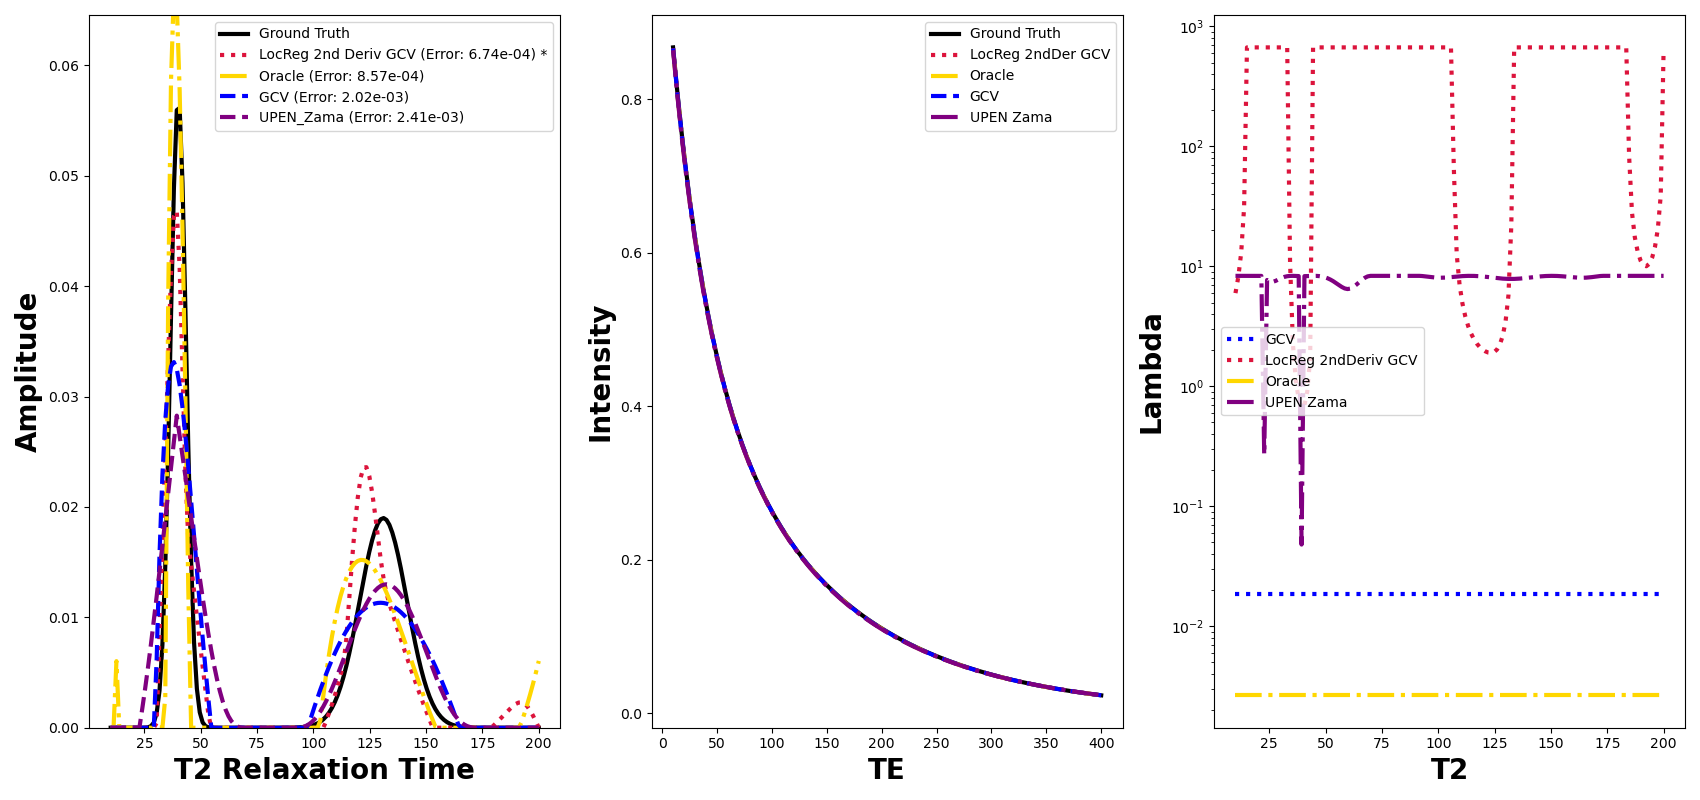 Ground Truth
LocReg 2nd Deriv GCV (Error: 6.74e-04) *
Oracle (Error: 8.57e-04)
GCV (Error: 2.02e-03)
UPEN_Zama (Error: 2.41e-03)
0.06
0.05
0.04
0.03
0.02
0.01
0.00
Amplitude
25 50 75 100 125 150 175 200
T2 Relaxation Time
Ground Truth
LocReg 2ndDer GCV
Oracle
GCV
UPEN Zama
0.8
0.6
0.4
0.2
0.0
Intensity
0 50 100 150 200 250 300 350 400
TE
10³
10²
10¹
10⁰
10⁻¹
10⁻²
Lambda
GCV
LocReg 2ndDeriv GCV
Oracle
UPEN Zama
25 50 75 100 125 150 175 200
T2